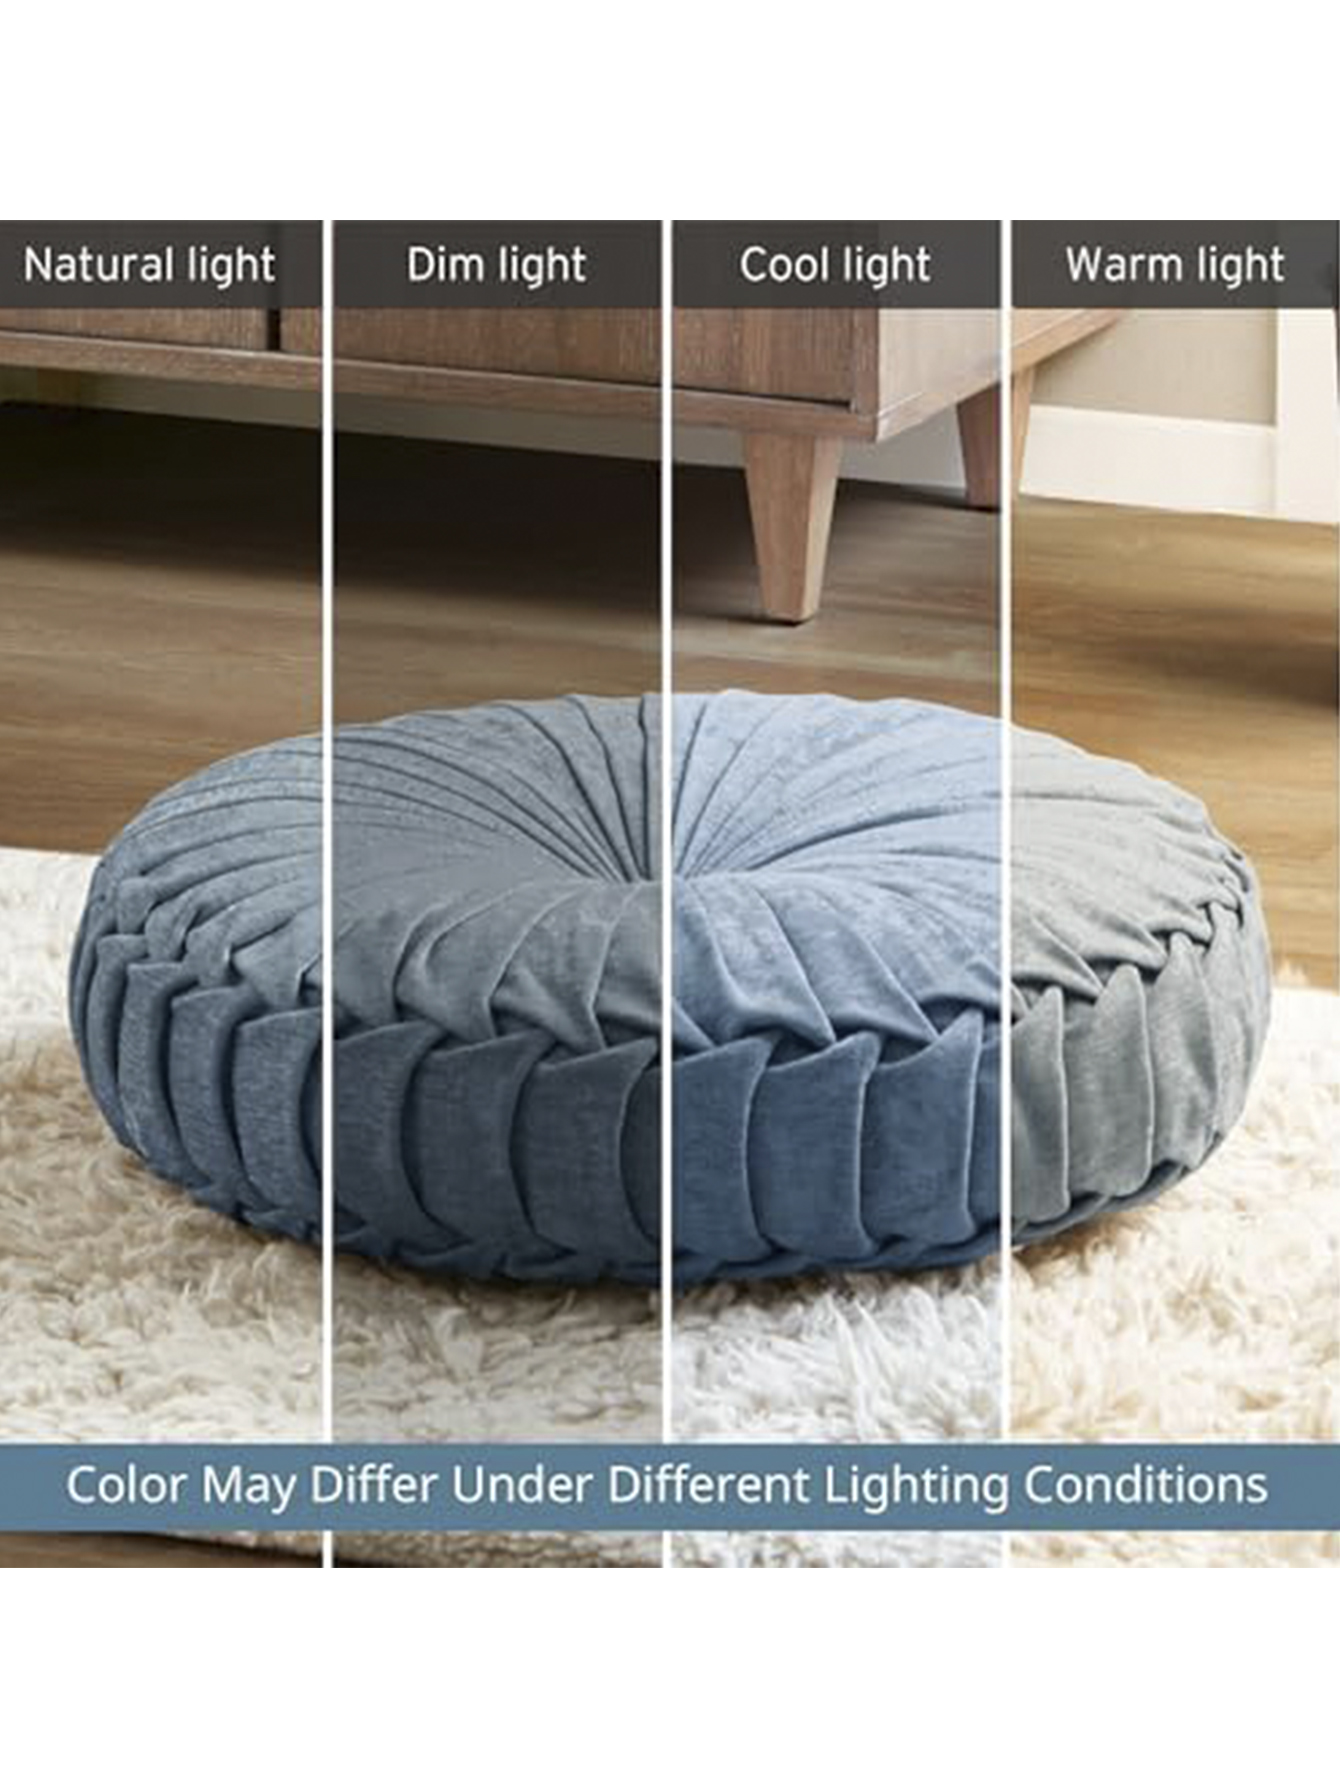 Natural light
Dim light
Cool light
Warm light
Color May Differ Under Different Lighting Conditions